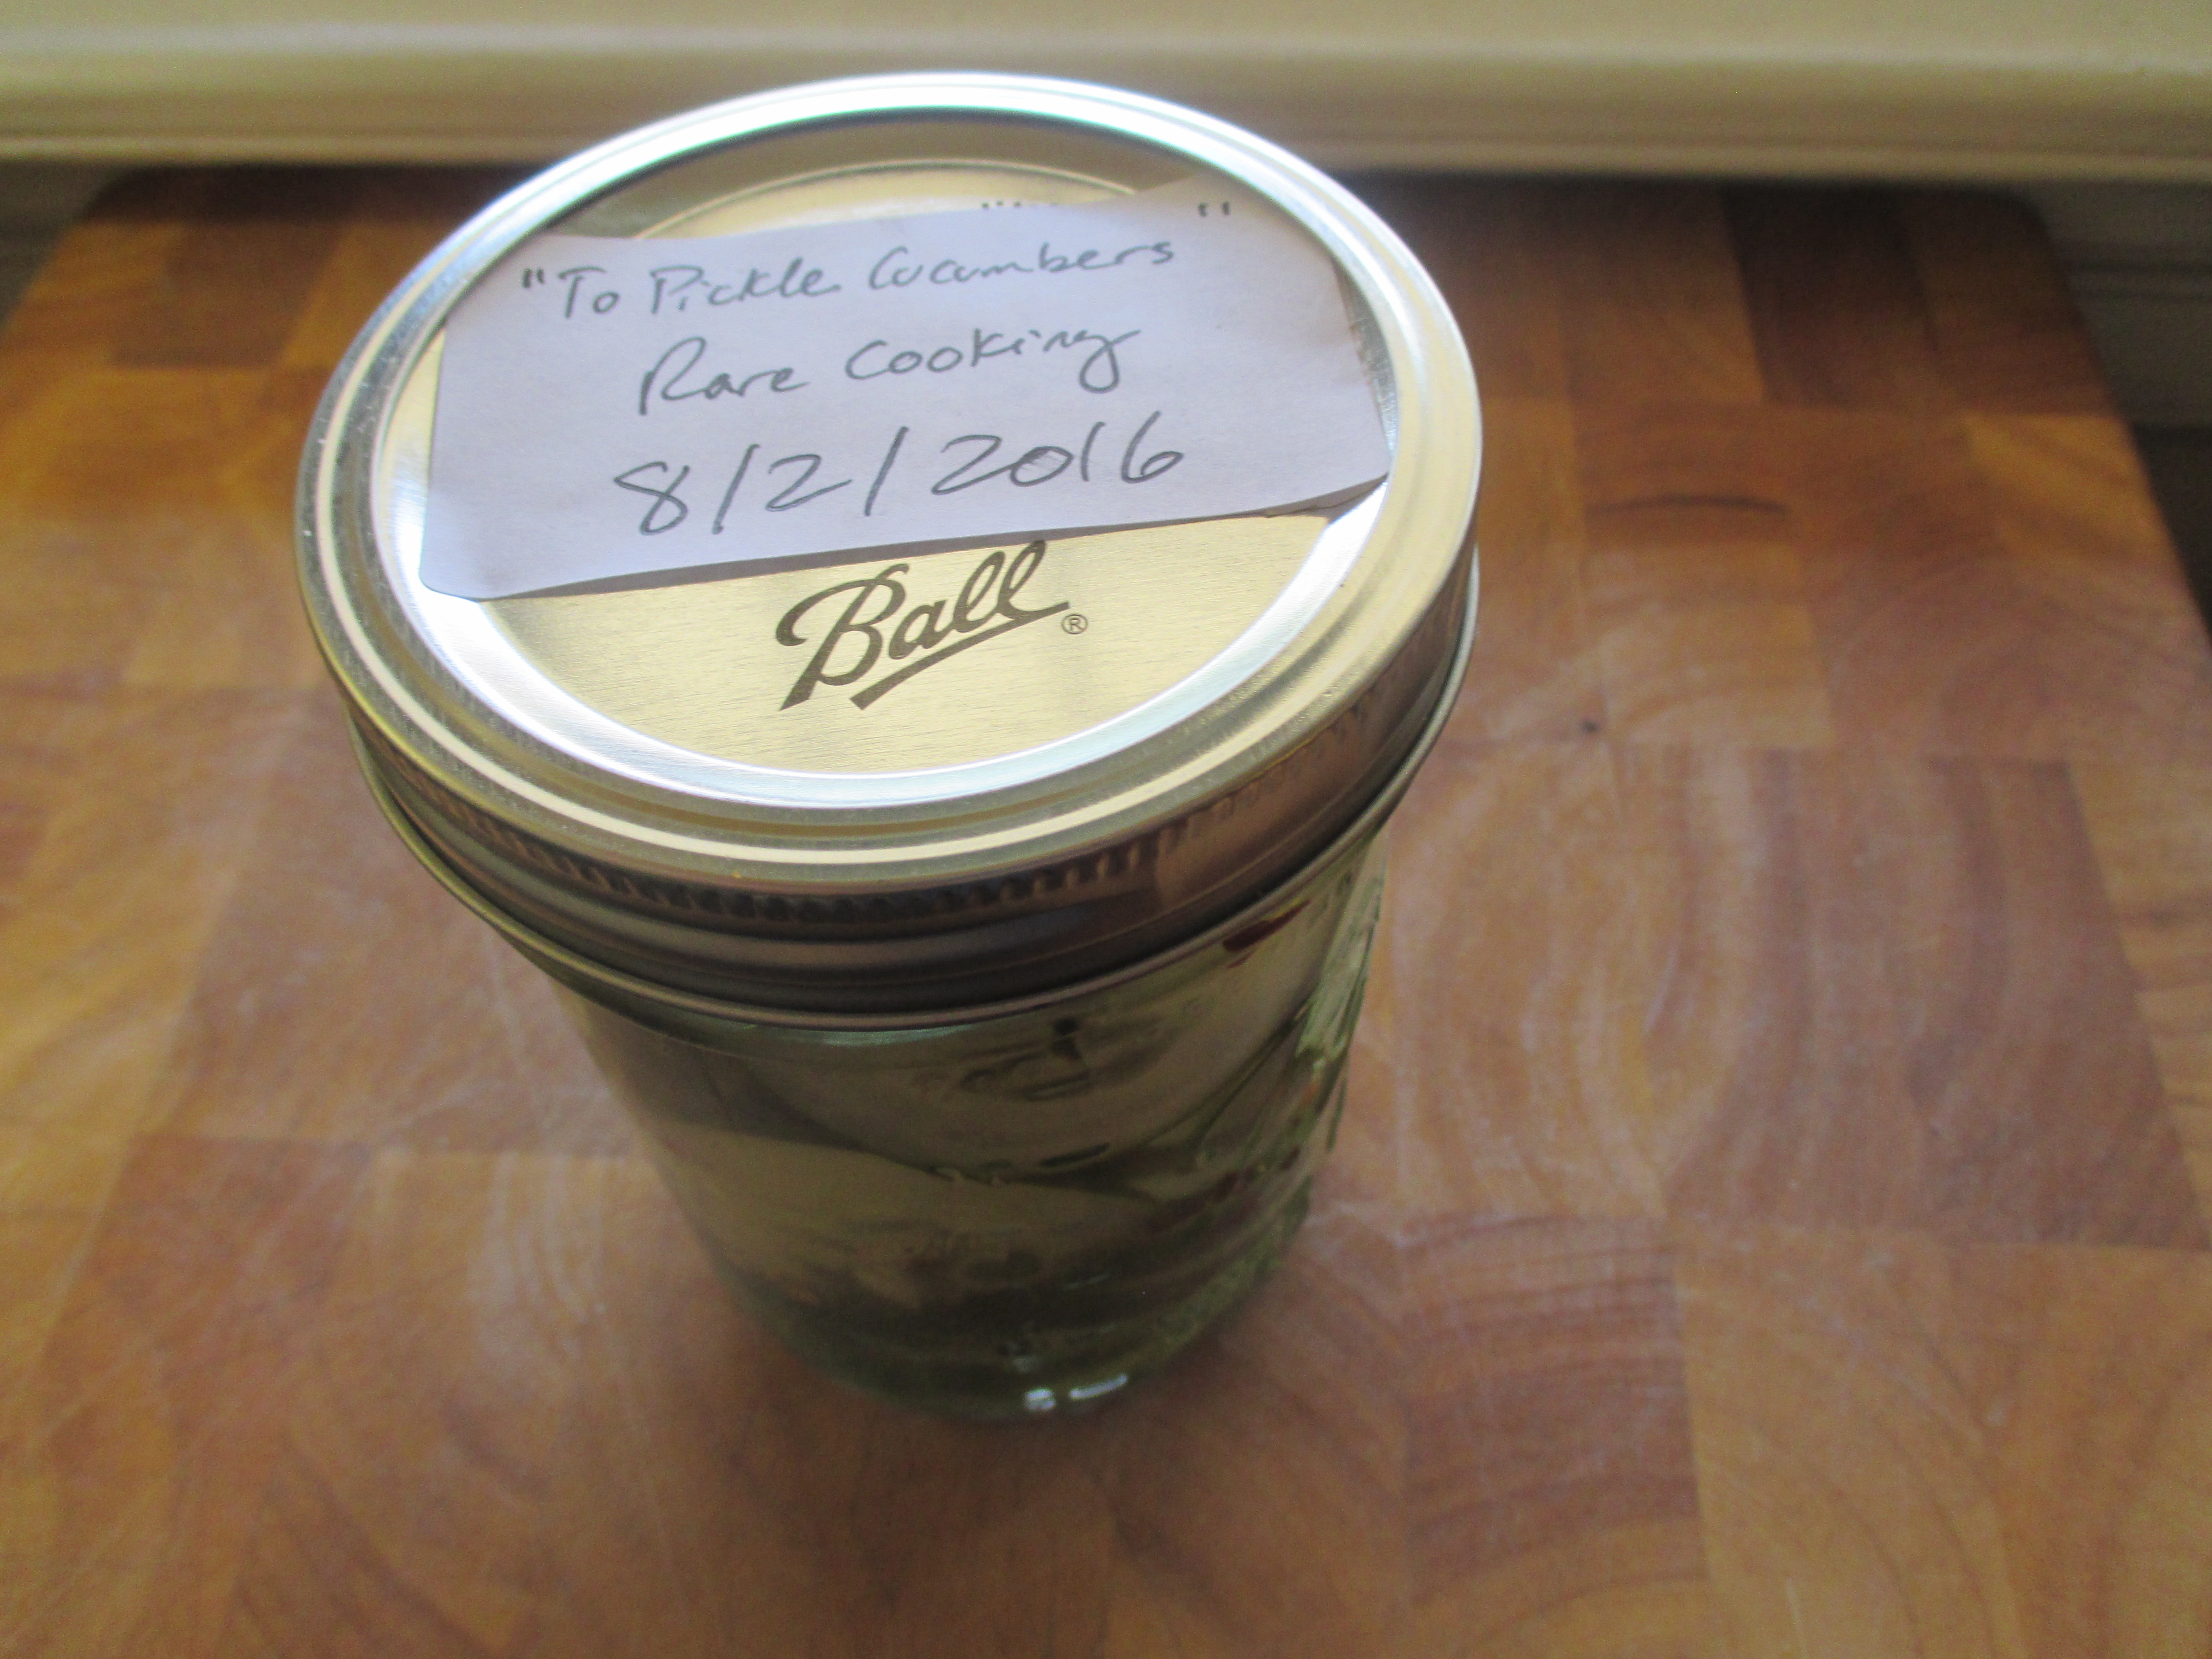 "To Pickle Cucumbers
Rare Cooking
8/2/2016
Ball®